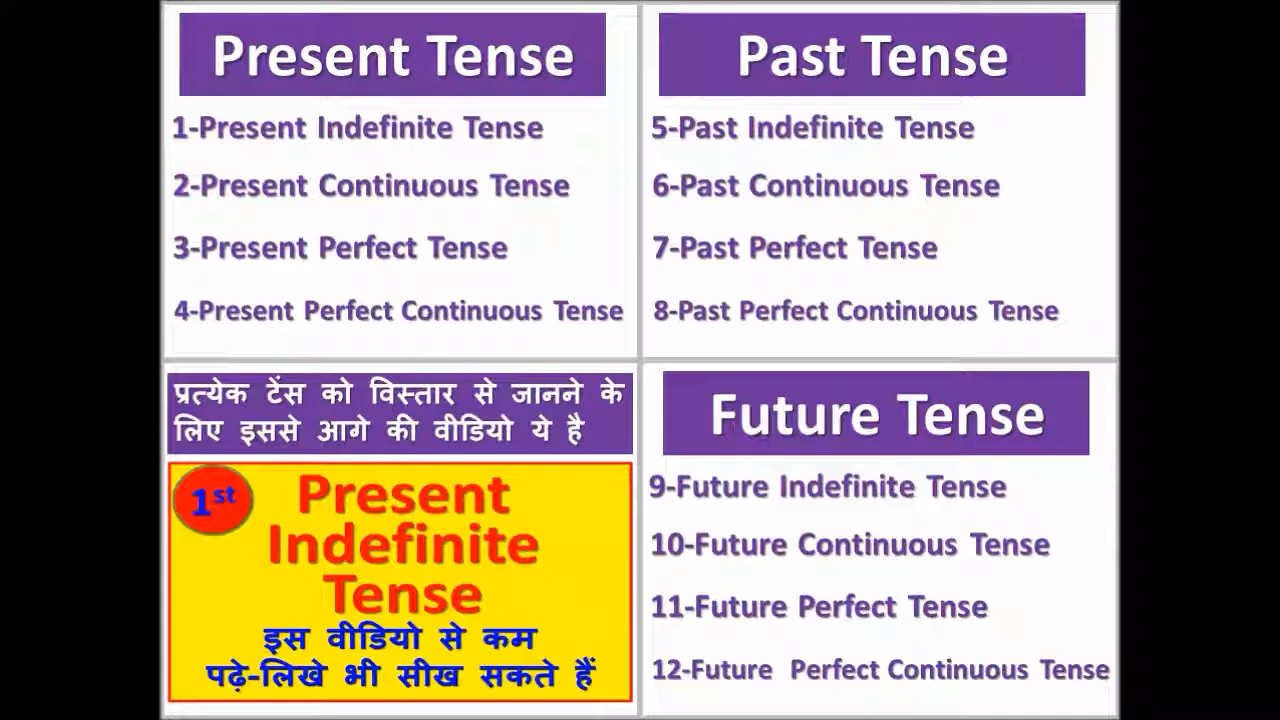 Present Tense
1-Present Indefinite Tense
2-Present Continuous Tense
3-Present Perfect Tense
4-Present Perfect Continuous Tense
Past Tense
5-Past Indefinite Tense
6-Past Continuous Tense
7-Past Perfect Tense
8-Past Perfect Continuous Tense
प्रत्येक टेंस को विस्तार से जानने के
लिए इससे आगे की वीडियो ये है
1st
Present
Indefinite
Tense
इस वीडियो से कम
पढ़े-लिखे भी सीख सकते हैं
Future Tense
9-Future Indefinite Tense
10-Future Continuous Tense
11-Future Perfect Tense
12-Future Perfect Continuous Tense